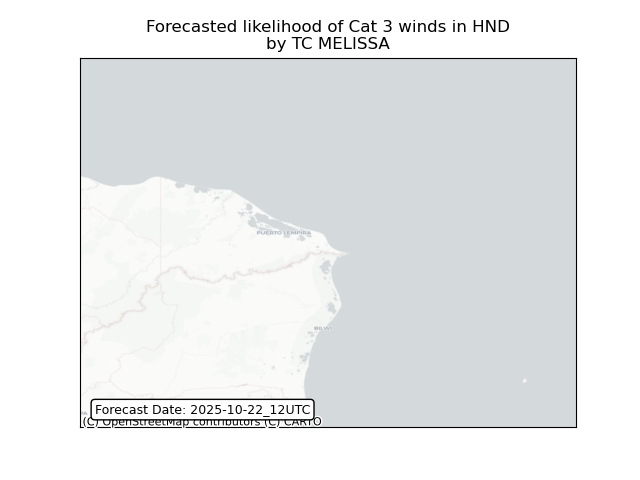 Forecasted likelihood of Cat 3 winds in HND
by TC MELISSA
PUERTO LEMPIRA
BILWI
Forecast Date: 2025-10-22_12UTC
(C) OpenStreetMap contributors (C) CARTO